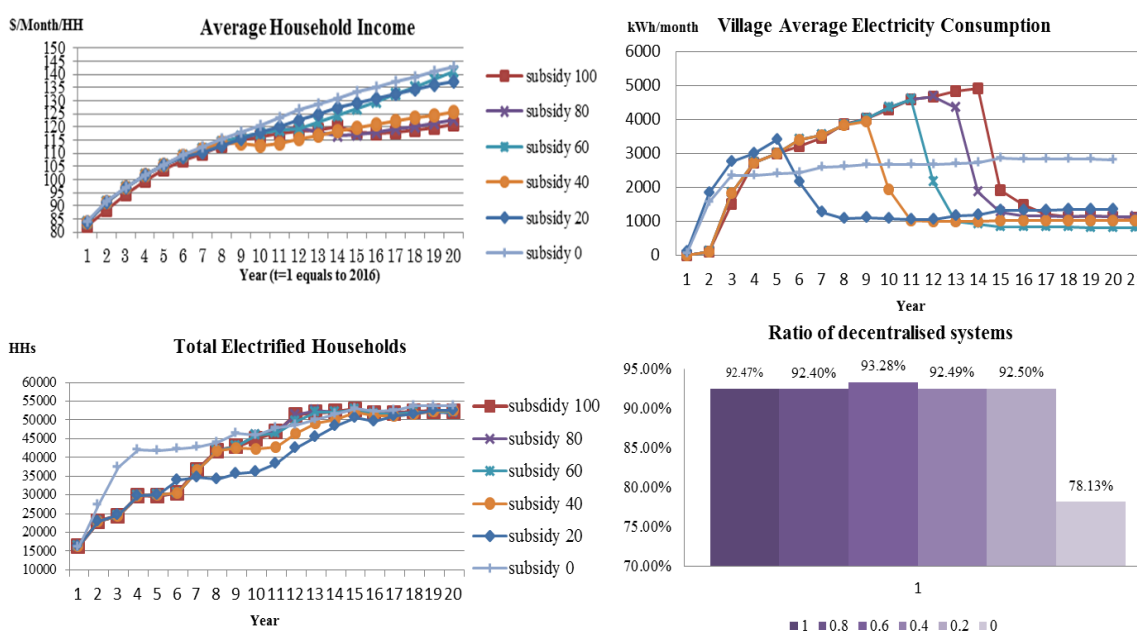 $/Month/HH
Average Household Income
150
145
140
135
130
125
120
115
110
105
100
95
90
85
80
1 2 3 4 5 6 7 8 9 10 11 12 13 14 15 16 17 18 19 20
Year (t=1 equals to 2016)
subsidy 100
subsidy 80
subsidy 60
subsidy 40
subsidy 20
subsidy 0
kWh/month
Village Average Electricity Consumption
6000
5000
4000
3000
2000
1000
0
1 2 3 4 5 6 7 8 9 10 11 12 13 14 15 16 17 18 19 20 2
Year
HHs
Total Electrified Households
60000
55000
50000
45000
40000
35000
30000
25000
20000
15000
10000
1 2 3 4 5 6 7 8 9 10 11 12 13 14 15 16 17 18 19 20
Year
subsdidy 100
subsidy 80
subsidy 60
subsidy 40
subsidy 20
subsidy 0
Ratio of decentralised systems
95.00%
90.00%
85.00%
80.00%
75.00%
70.00%
92.47% 92.40% 93.28% 92.49% 92.50% 78.13%
1
1 0.8 0.6 0.4 0.2 0